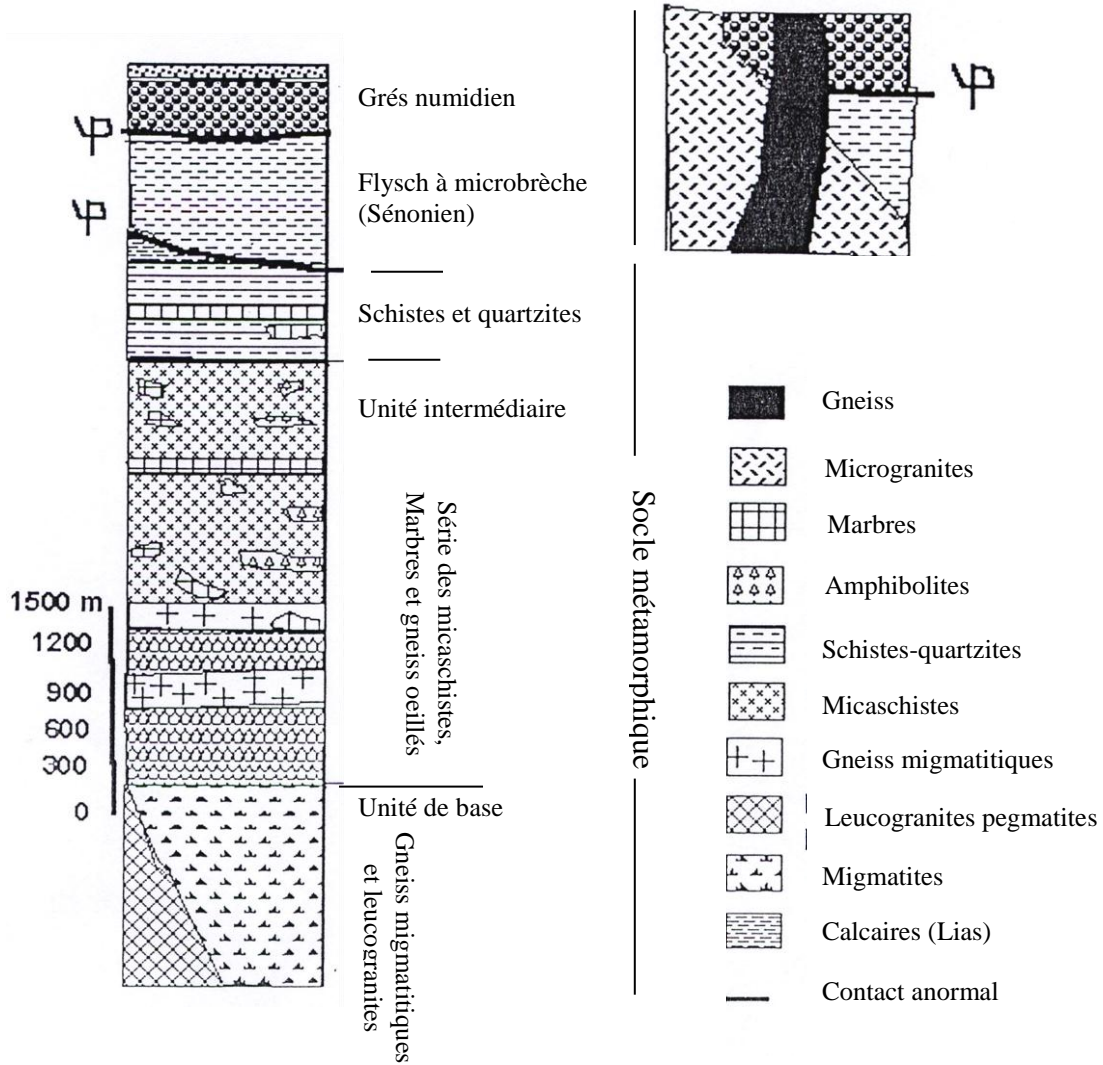 Grés numidien
Flysch à microbrèche
(Sénonien)
Schistes et quartzites
Unité intermédiaire
Série des micaschistes,
Marbres et gneiss oeillés
Unité de base
Gneiss migmatitiques
et leucogranites
1500 m
1200
900
600
300
0
Socle métamorphique
φ
φ
φ
Gneiss
Microgranites
Marbres
Amphibolites
Schistes-quartzites
Micaschistes
Gneiss migmatitiques
Leucogranites pegmatites
Migmatites
Calcaires (Lias)
Contact anormal